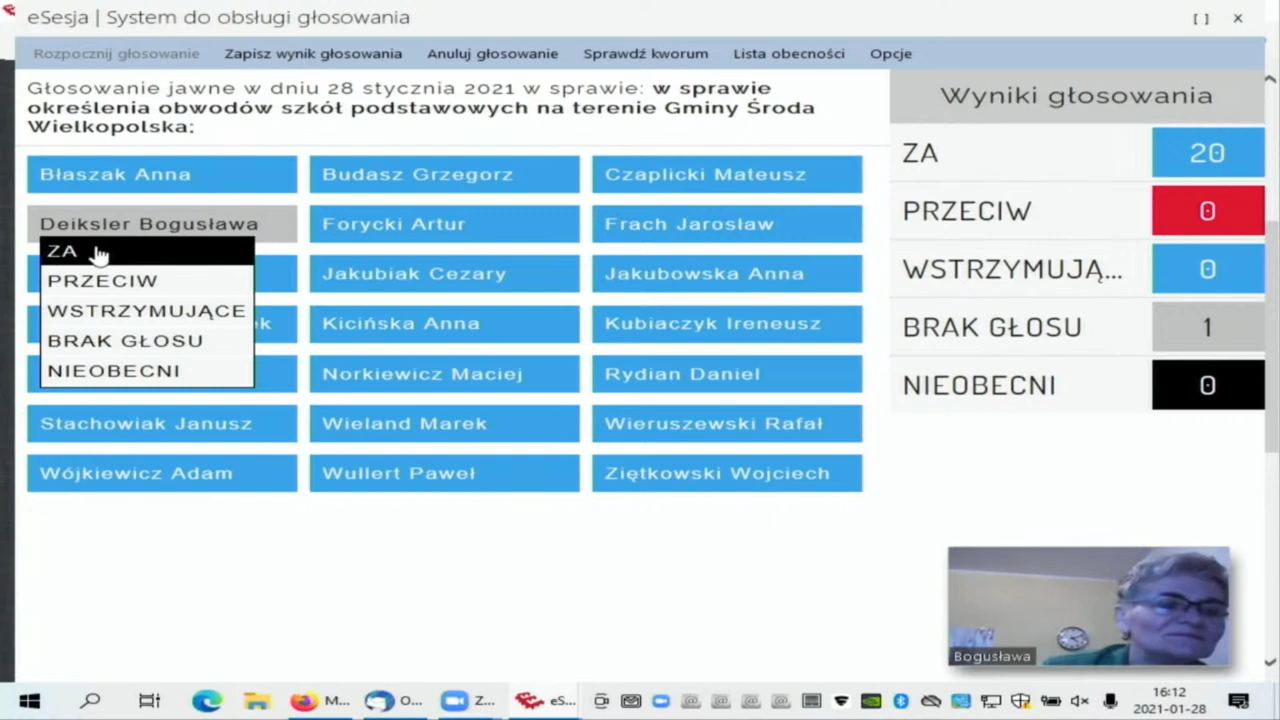 eSesja | System do obsługi głosowania
Rozpocznij głosowanie Zapisz wynik głosowania Anuluj głosowanie Sprawdź kworum Lista obecności Opcje
Głosowanie jawne w dniu 28 stycznia 2021 w sprawie: w sprawie
określenia obwodów szkół podstawowych na terenie Gminy Środa
Wielkopolska;
Błaszak Anna Budasz Grzegorz Czaplicki Mateusz
Deiksler Bogusława Forycki Artur Frach Jarosław
ZA
Jakubiak Cezary Jakubowska Anna
PRZECIW
WSTRZYMUJĄCE
k Kicińska Anna Kubiaczyk Ireneusz
BRAK GŁOSU
NIEOBECNI
Norkiewicz Maciej Rydian Daniel
Stachowiak Janusz Wieland Marek Wieruszewski Rafał
Wójkiewicz Adam Wullert Paweł Ziętkowski Wojciech
Wyniki głosowania
ZA 20
PRZECIW 0
WSTRZYMUJĄ... 0
BRAK GŁOSU 1
NIEOBECNI 0
Bogusława
M... O... Z... eS...
16:12
2021-01-28